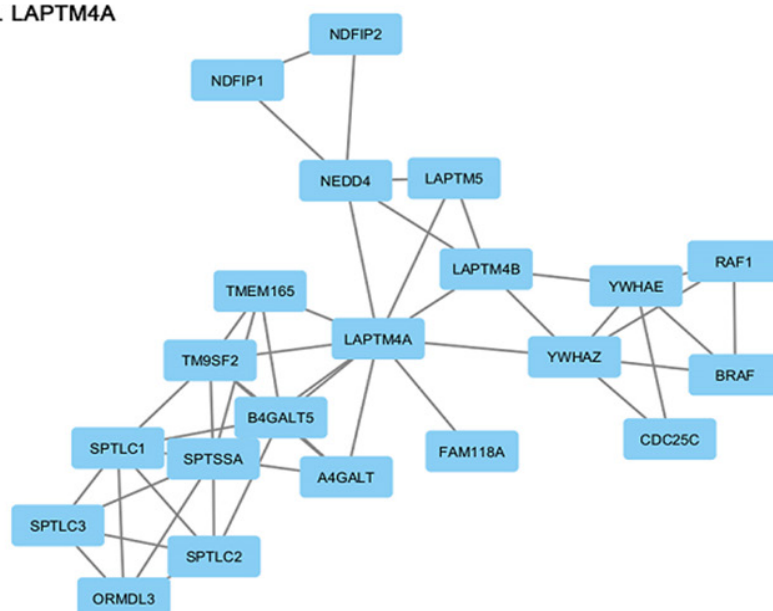 . LAPTM4A
NDFIP2
NDFIP1
NEDD4
LAPTM5
LAPTM4B
RAF1
YWHAE
TMEM165
LAPTM4A
YWHAZ
TM9SF2
BRAF
B4GALT5
SPTLC1
SPTSSA
FAM118A
CDC25C
A4GALT
SPTLC3
SPTLC2
ORMDL3